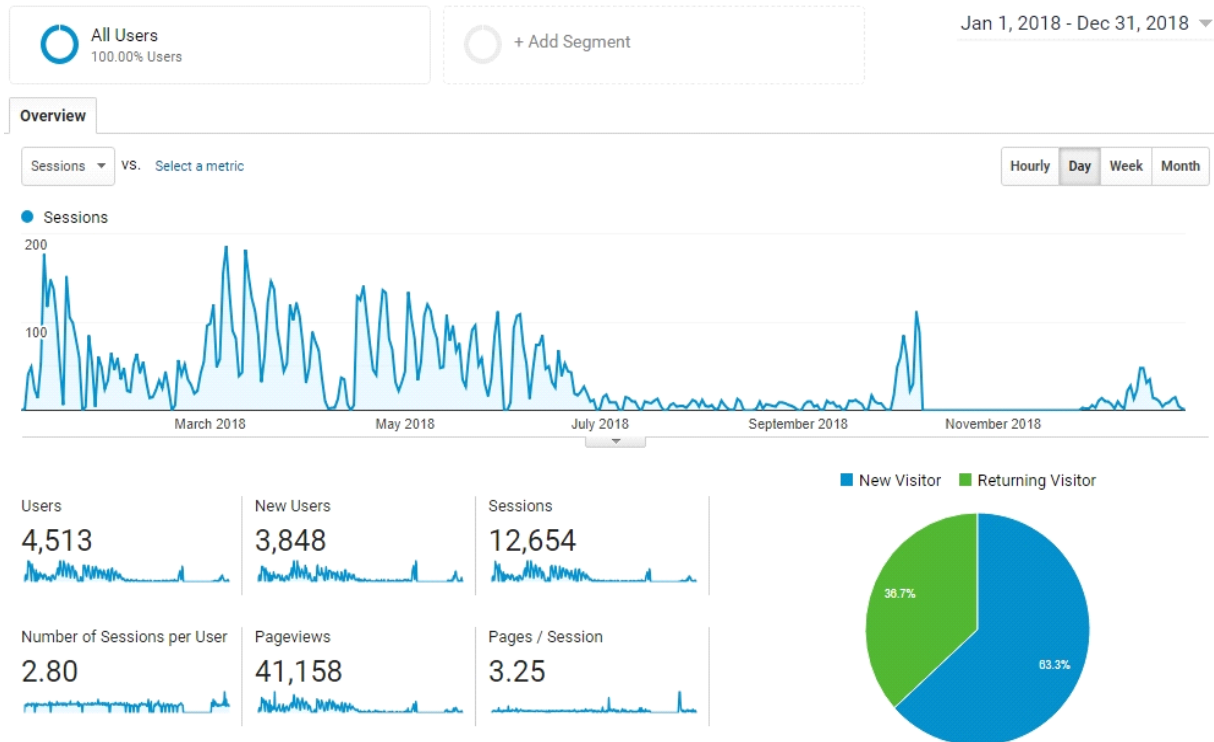 All Users
100.00% Users
+ Add Segment
Jan 1, 2018 - Dec 31, 2018
Overview
Sessions VS. Select a metric
Hourly Day Week Month
Sessions
200
100
March 2018 May 2018 July 2018 September 2018 November 2018
New Visitor Returning Visitor
Users New Users Sessions
4,513 3,848 12,654
36.7%
Number of Sessions per User Pageviews Pages / Session
2.80 41,158 3.25
63.3%